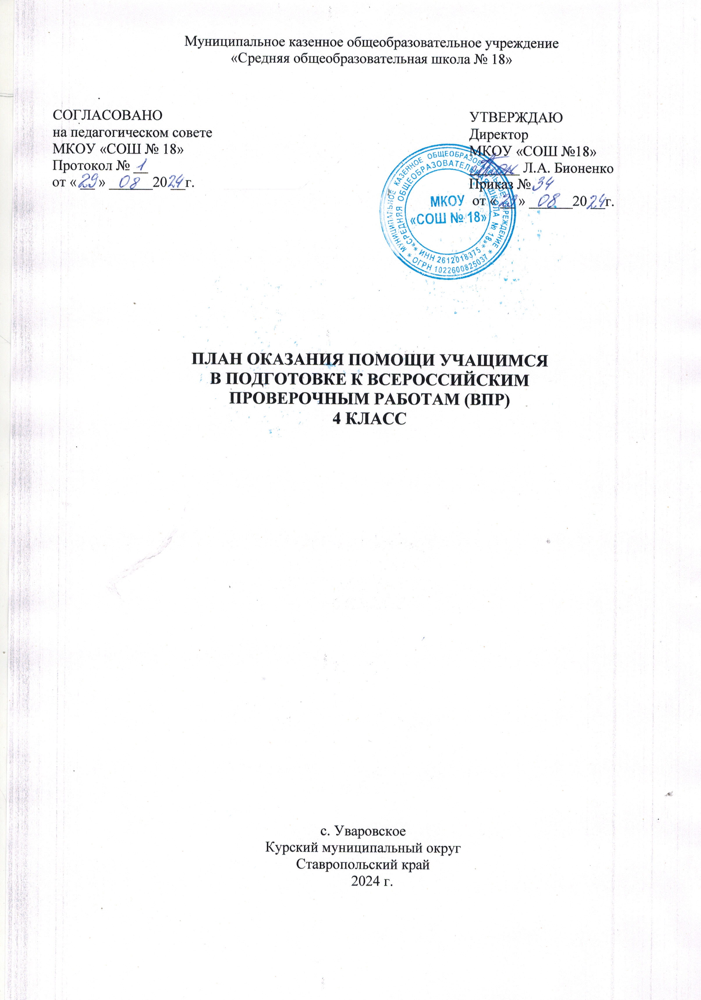 Муниципальное казенное общеобразовательное учреждение
«Средняя общеобразовательная школа № 18»
СОГЛАСОВАНО
на педагогическом совете
МКОУ «СОШ № 18»
Протокол № 1
от «29» 08 2024г.
УТВЕРЖДАЮ
Директор
МКОУ «СОШ №18»
Л.А. Бионенко
Приказ № 34
от «29» 08 2024г.
МУНИЦИПАЛЬНОЕ КАЗЕННОЕ ОБЩЕОБРАЗОВАТЕЛЬНОЕ УЧРЕЖДЕНИЕ * ОГРН 1022600825037 *
«СРЕДНЯЯ ОБЩЕОБРАЗОВАТЕЛЬНАЯ ШКОЛА № 18» * ИНН 2612018375 *
МКОУ
«СОШ № 18»
ПЛАН ОКАЗАНИЯ ПОМОЩИ УЧАЩИМСЯ
В ПОДГОТОВКЕ К ВСЕРОССИЙСКИМ
ПРОВЕРОЧНЫМ РАБОТАМ (ВПР)
4 КЛАСС
с. Уваровское
Курский муниципальный округ
Ставропольский край
2024 г.